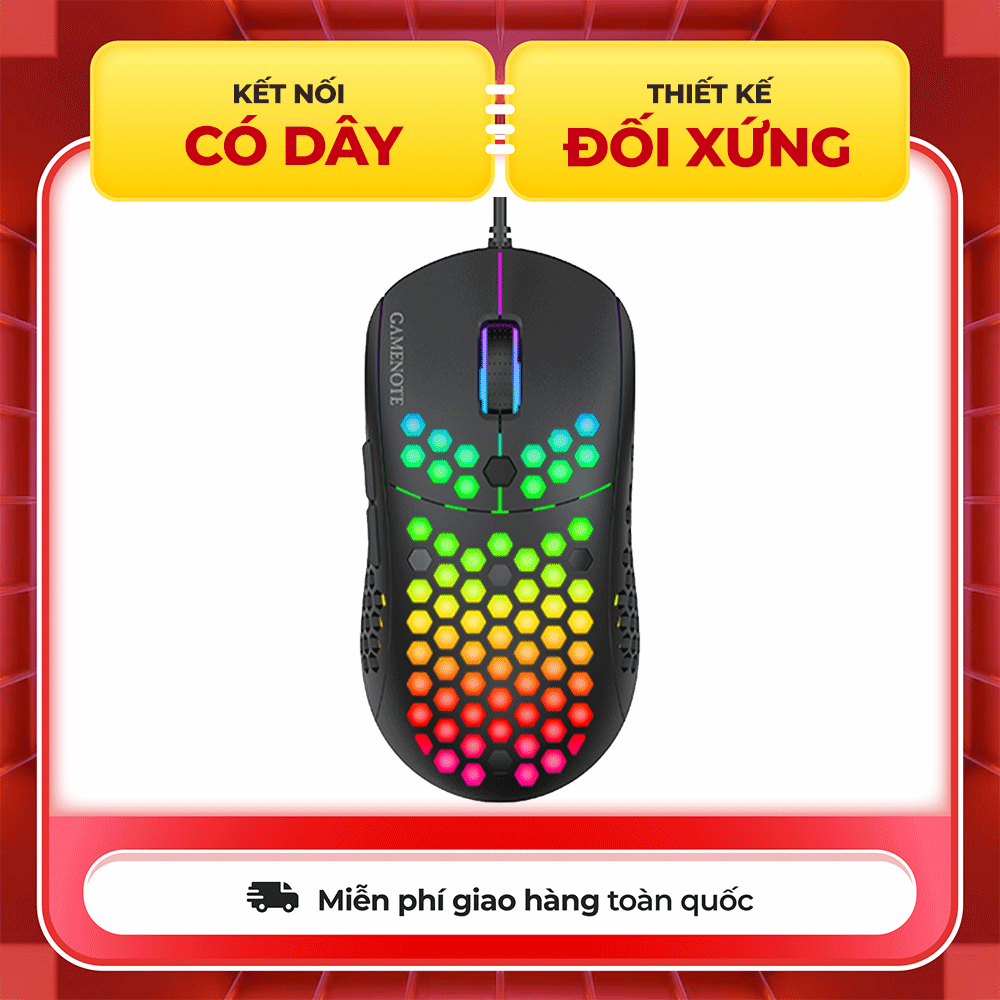 KẾT NỐI
CÓ DÂY
THIẾT KẾ
ĐỐI XỨNG
GAMENOTE
Miễn phí giao hàng toàn quốc